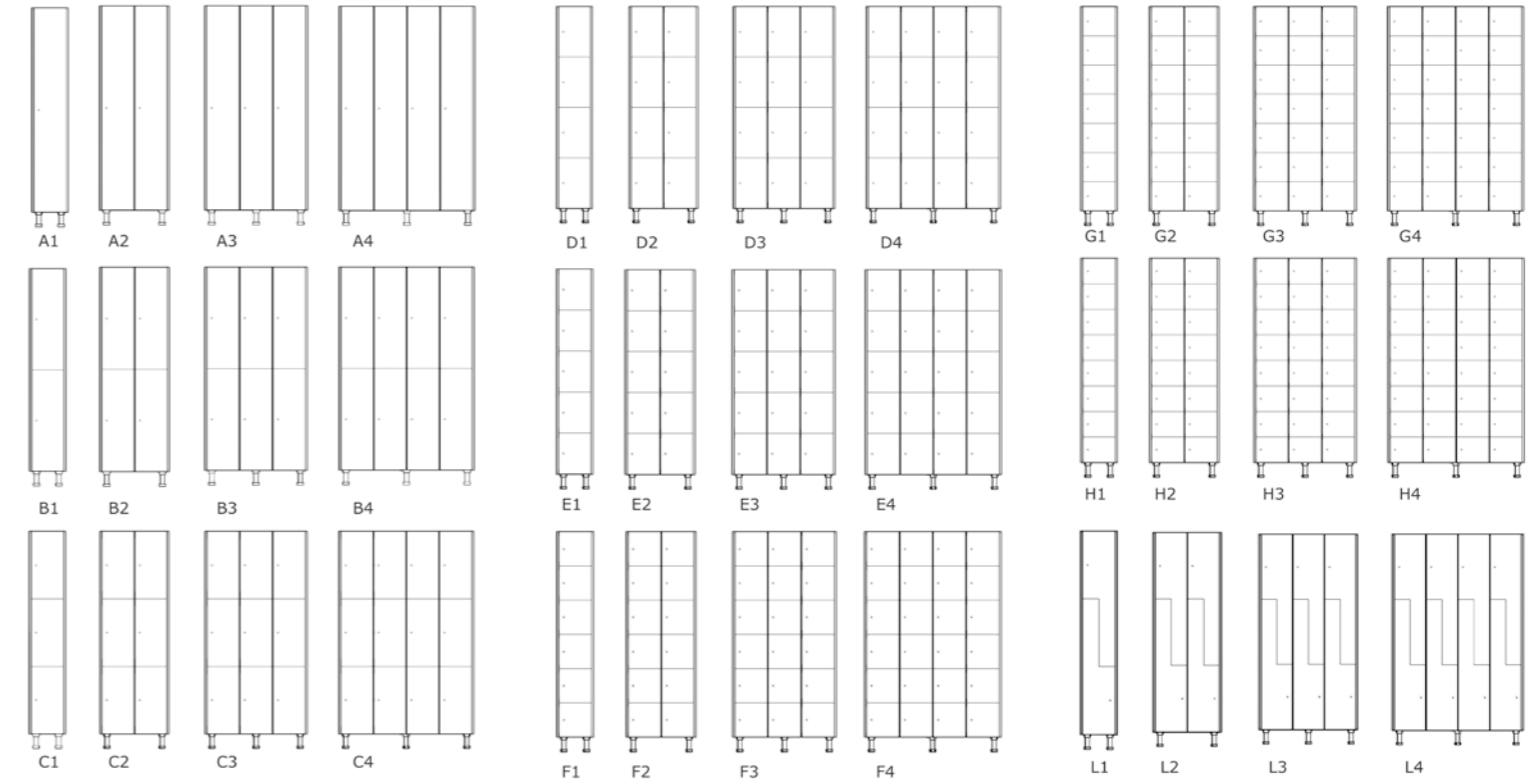 A1 A2 A3 A4
D1 D2 D3 D4
G1 G2 G3 G4
B1 B2 B3 B4
E1 E2 E3 E4
H1 H2 H3 H4
C1 C2 C3 C4
F1 F2 F3 F4
L1 L2 L3 L4